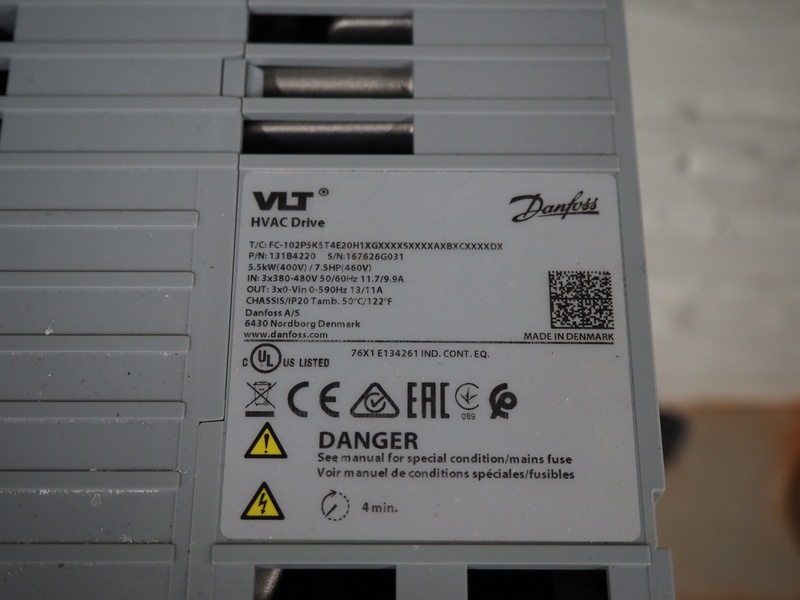 VLT®
Danfoss
HVAC Drive
T/C: FC-102P5K5T4E20H1XGXXXXSXXXXAXBXCXXXXDX
P/N: 131B4220 S/N:167626G031
5.5kW(400V) / 7.5HP(460V)
IN: 3x380-480V 50/60Hz 11.7/9.9A
OUT: 3x0-Vin 0-590Hz 13/11A
CHASSIS/IP20 Tamb. 50°C/122°F
Danfoss A/S
6430 Nordborg Denmark
www.danfoss.com
MADE IN DENMARK
C UL US LISTED 76X1 E134261 IND. CONT. EQ.
CE EAC
089
DANGER
See manual for special condition/mains fuse
Voir manuel de conditions spéciales/fusibles
4 min.